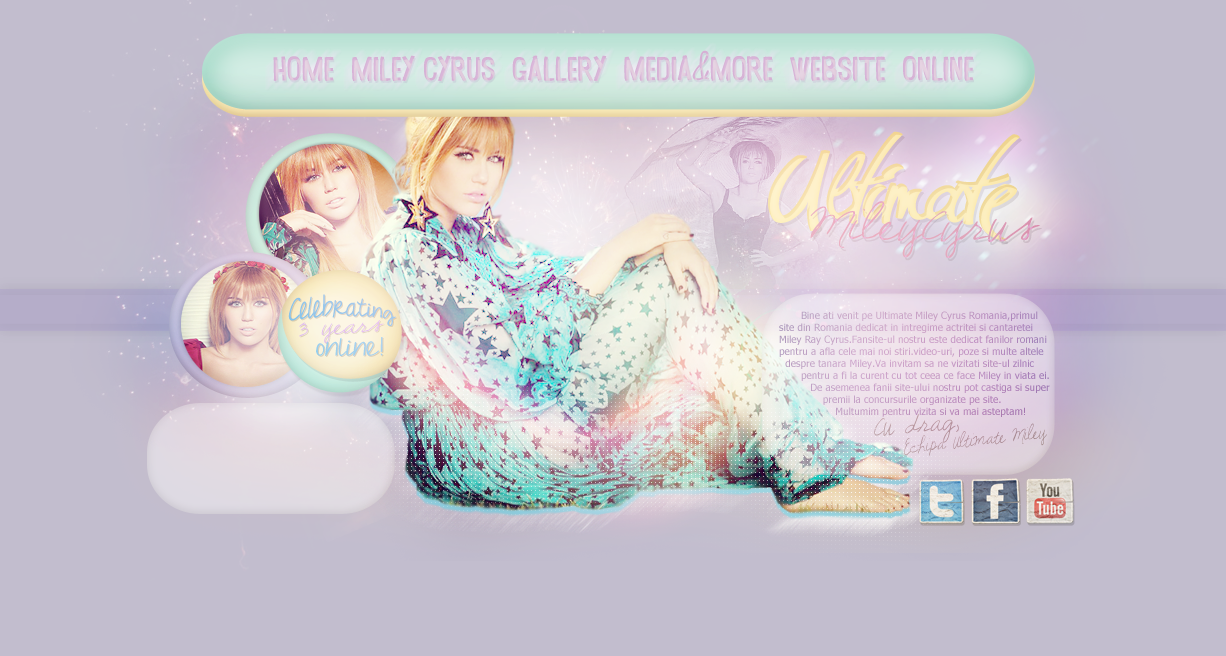 HOME MILEY CYRUS GALLERY MEDIA&MORE WEBSITE ONLINE
Ultimate
MileyCyrus
Celebrating
3 years
online!
Bine ati venit pe Ultimate Miley Cyrus Romania,primul
site din Romania dedicat in intregime actritei si cantaretei
Miley Ray Cyrus.Fansite-ul nostru este dedicat fanilor romani
pentru a afla cele mai noi stiri,video-uri, poze si multe altele
despre tanara Miley.Va invitam sa ne vizitati site-ul zilnic
pentru a fi la curent cu tot ceea ce face Miley in viata ei.
De asemenea fanii site-ului nostru pot castiga si super
premii la concursurile organizate pe site.
Multumim pentru vizita si va mai asteptam!
Cu drag,
Echipa Ultimate Miley
t f You
Tube